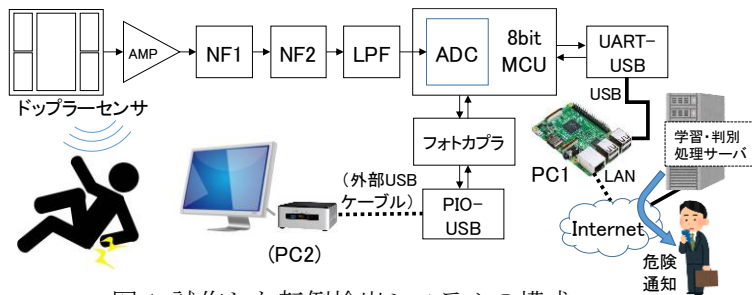 AMP
NF1
NF2
LPF
ADC
8bit
MCU
UART-
USB
ドップラーセンサ
USB
フォトカプラ
PC1
LAN
学習・判別
処理サーバ
(外部USB
ケーブル)
PIO-
USB
(PC2)
Internet
危険
通知